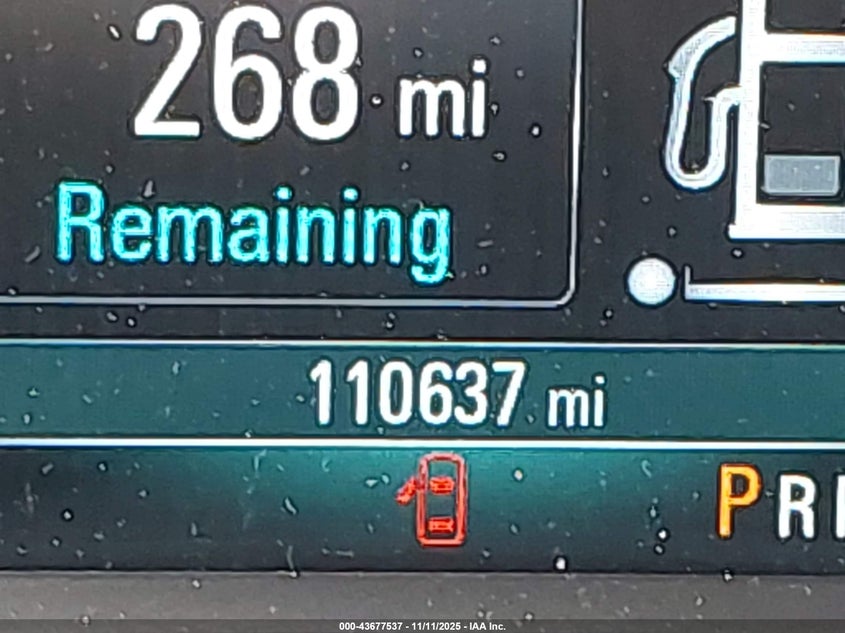 268 mi
Remaining
110637 mi
P R
000-43677537 - 11/11/2025 - IAA Inc.